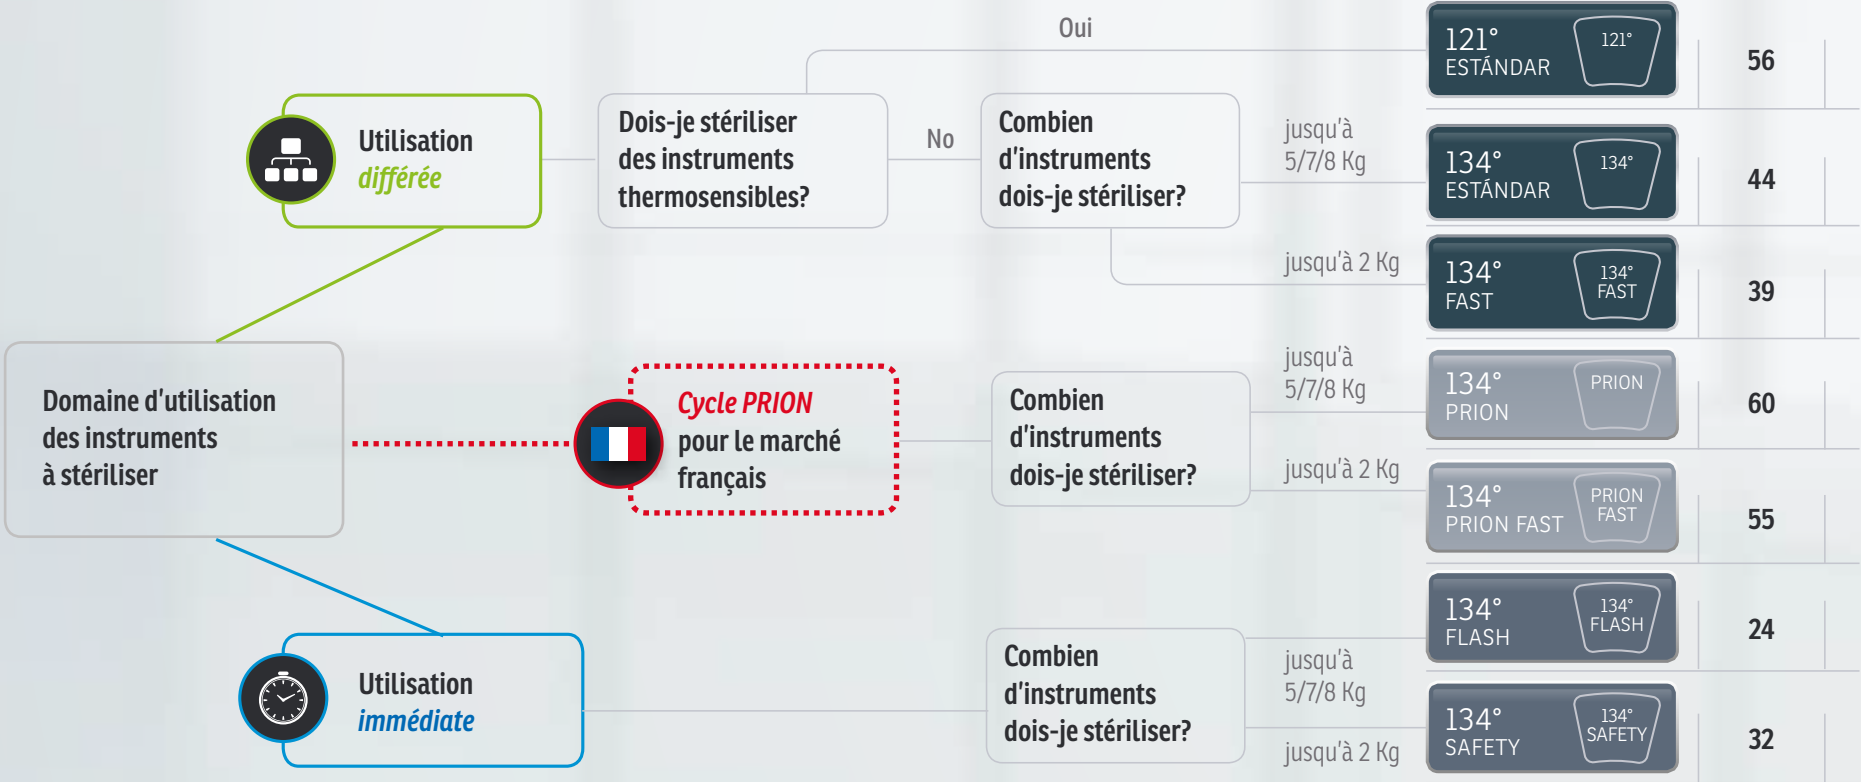 Oui
121°
ESTÁNDAR
121°
56
Utilisation
différée
Dois-je stériliser
des instruments
thermosensibles?
No
Combien
d'instruments
dois-je stériliser?
jusqu'à
5/7/8 Kg
134°
ESTÁNDAR
134°
44
jusqu'à 2 Kg
134°
FAST
134°
FAST
39
Domaine d'utilisation
des instruments
à stériliser
Cycle PRION
pour le marché
français
Combien
d'instruments
dois-je stériliser?
jusqu'à
5/7/8 Kg
134°
PRION
PRION
60
jusqu'à 2 Kg
134°
PRION FAST
PRION
FAST
55
Utilisation
immédiate
Combien
d'instruments
dois-je stériliser?
134°
FLASH
134°
FLASH
24
jusqu'à
5/7/8 Kg
134°
SAFETY
134°
SAFETY
32
jusqu'à 2 Kg